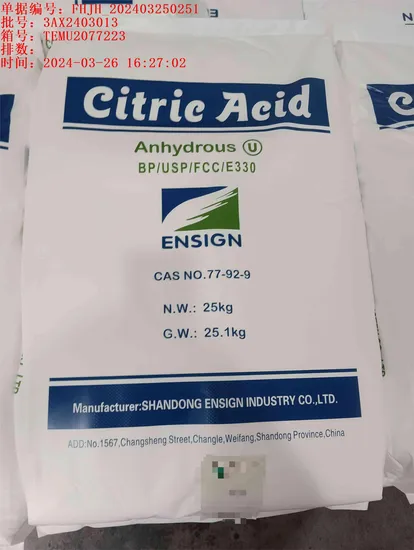 单据编号: FHJH 202403250251
批号: 3AX2403013
箱号: TEMU2077223
排数:
时间: 2024-03-26 16:27:02
Citric Acid
Anhydrous U
BP/USP/FCC/E330
ENSIGN
CAS NO.77-92-9
N.W.: 25kg
G.W.: 25.1kg
Manufacturer:SHANDONG ENSIGN INDUSTRY CO.,LTD.
ADD:No.1567,Changsheng Street,Changle,Weifang,Shandong Province,China